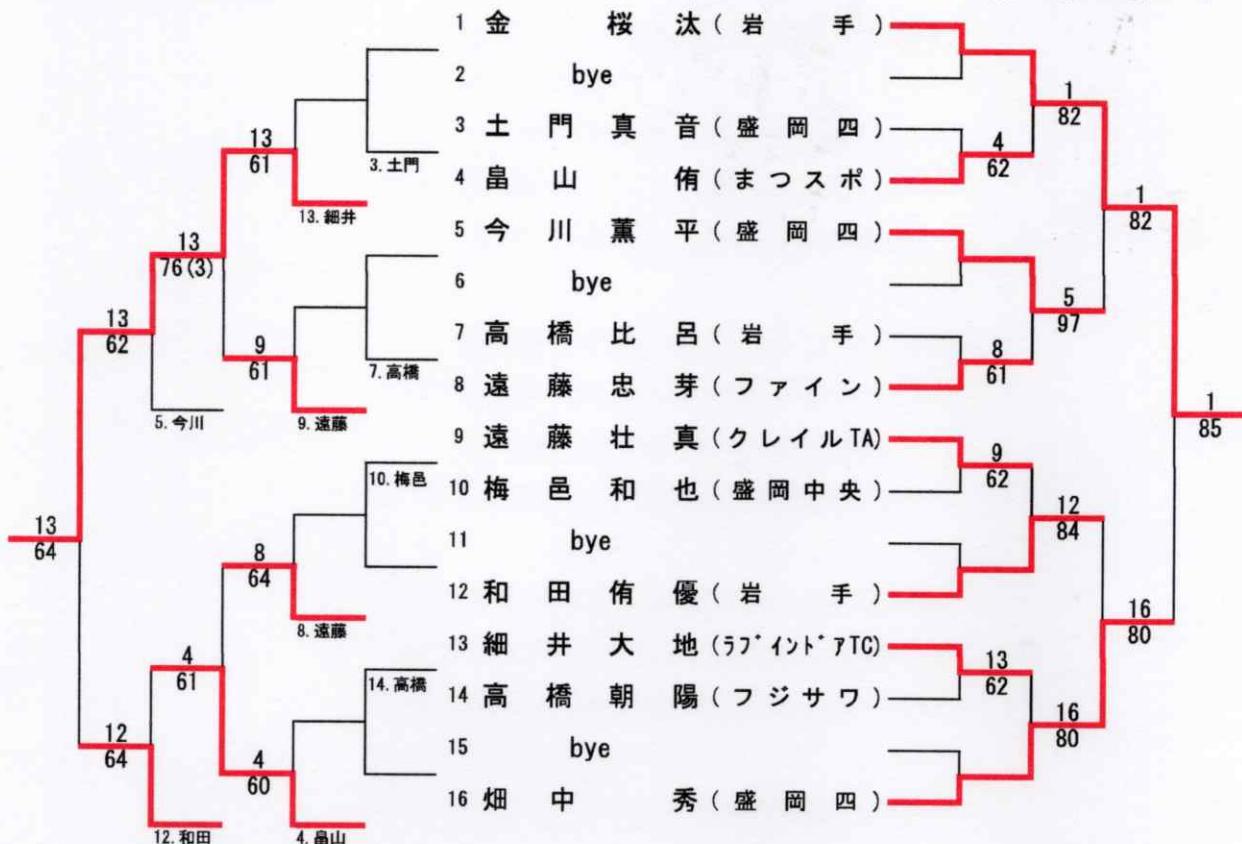 1 金 桜 汰 ( 岩 手 )
2 bye
3 土 門 真 音 ( 盛 岡 四 )
4 畠 山 侑 ( まつスポ )
5 今 川 薫 平 ( 盛 岡 四 )
6 bye
7 高 橋 比 呂 ( 岩 手 )
8 遠 藤 忠 芽 ( ファイン )
9 遠 藤 壮 真 (クレイルTA)
10 梅 邑 和 也 ( 盛岡中央 )
11 bye
12 和 田 侑 優 ( 岩 手 )
13 細 井 大 地 (ラブインドアTC)
14 高 橋 朝 陽 ( フジサワ )
15 bye
16 畑 中 秀 ( 盛 岡 四 )
3.土門
13.細井
7.高橋
9.遠藤
5.今川
10.梅邑
8.遠藤
14.高橋
4.畠山
12.和田
13
61
13
76(3)
9
61
13
62
13
64
8
64
4
61
4
60
12
64
4
62
1
82
8
61
5
97
1
82
9
62
12
84
13
62
16
80
16
80
1
85